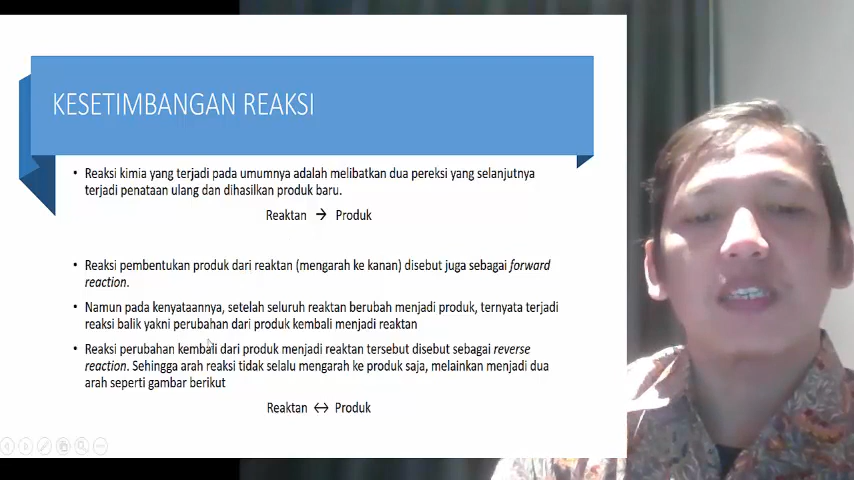 KESETIMBANGAN REAKSI
• Reaksi kimia yang terjadi pada umumnya adalah melibatkan dua pereksi yang selanjutnya
terjadi penataan ulang dan dihasilkan produk baru.
Reaktan → Produk
• Reaksi pembentukan produk dari reaktan (mengarah ke kanan) disebut juga sebagai forward
reaction.
• Namun pada kenyataannya, setelah seluruh reaktan berubah menjadi produk, ternyata terjadi
reaksi balik yakni perubahan dari produk kembali menjadi reaktan
• Reaksi perubahan kembali dari produk menjadi reaktan tersebut disebut sebagai reverse
reaction. Sehingga arah reaksi tidak selalu mengarah ke produk saja, melainkan menjadi dua
arah seperti gambar berikut
Reaktan ↔ Produk